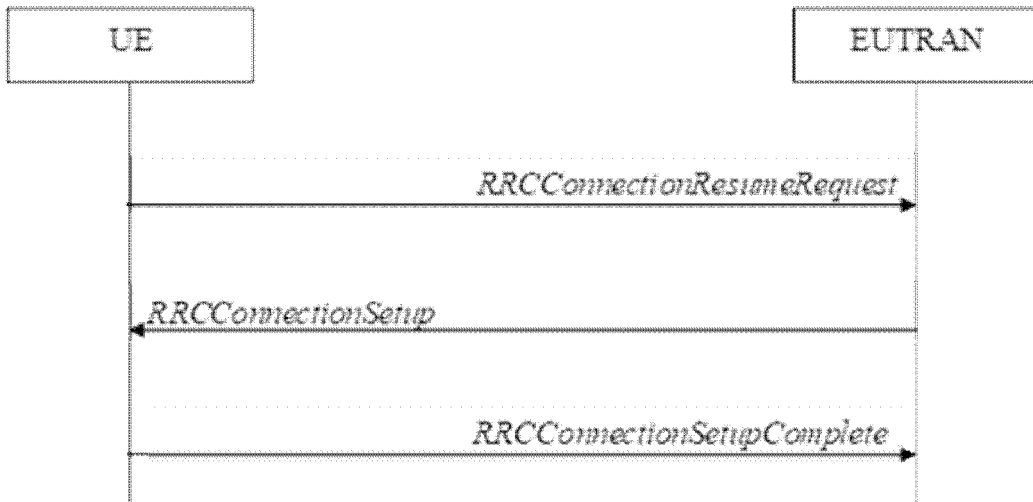 UE
EUTRAN
RRCConnectionResumeRequest
RRCConnectionSetup
RRCConnectionSetupComplete